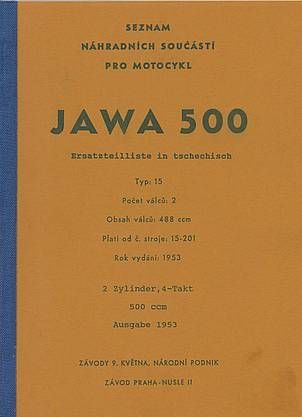 SEZNAM
NÁHRADNÍCH SOUČÁSTÍ
PRO MOTOCYKL
JAWA 500
Ersatzteilliste in tschechisch
Typ: 15
Počet válců: 2
Obsah válců: 488 ccm
Platí od č. stroje: 15-201
Rok vydání: 1953
2 Zylinder,4-Takt
500 ccm
Ausgabe 1953
ZÁVODY 9. KVĚTNA, NÁRODNÍ PODNIK
ZÁVOD PRAHA-NUSLE II